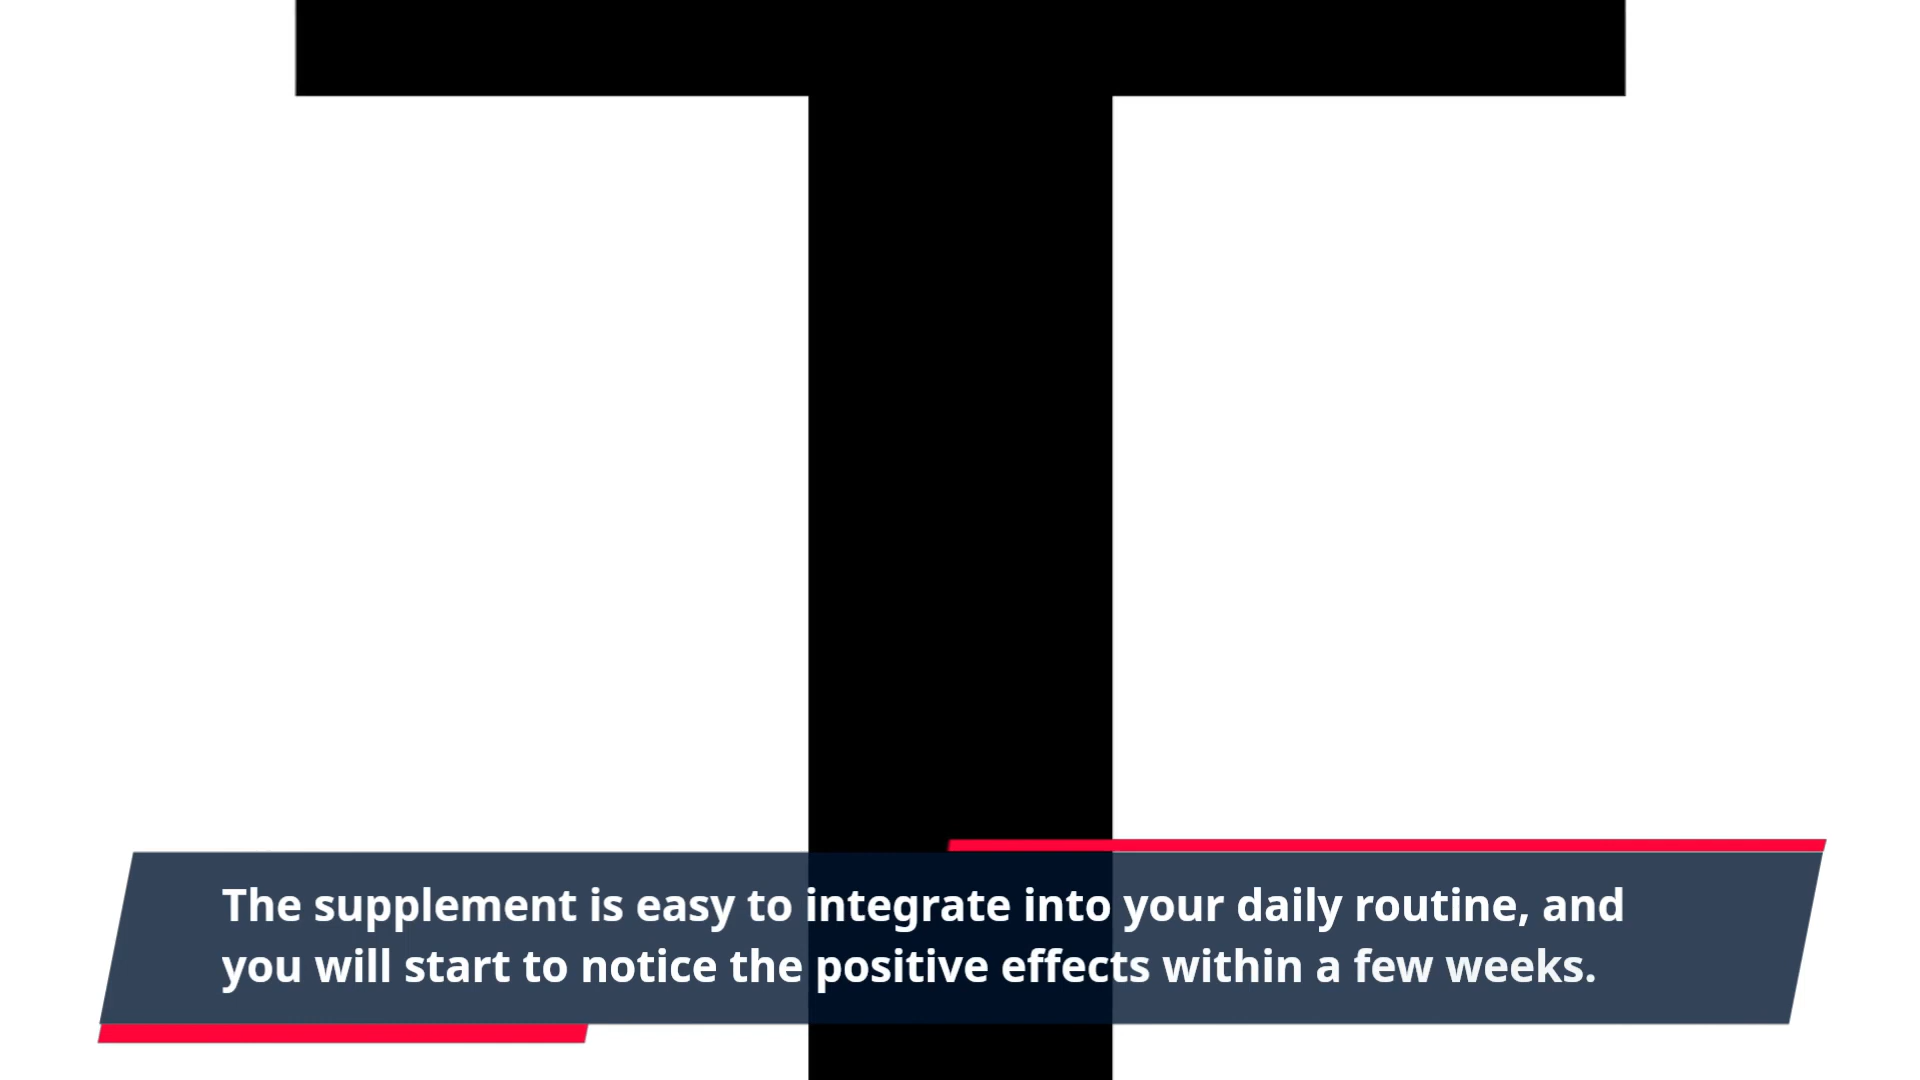 T
The supplement is easy to integrate into your daily routine, and
you will start to notice the positive effects within a few weeks.